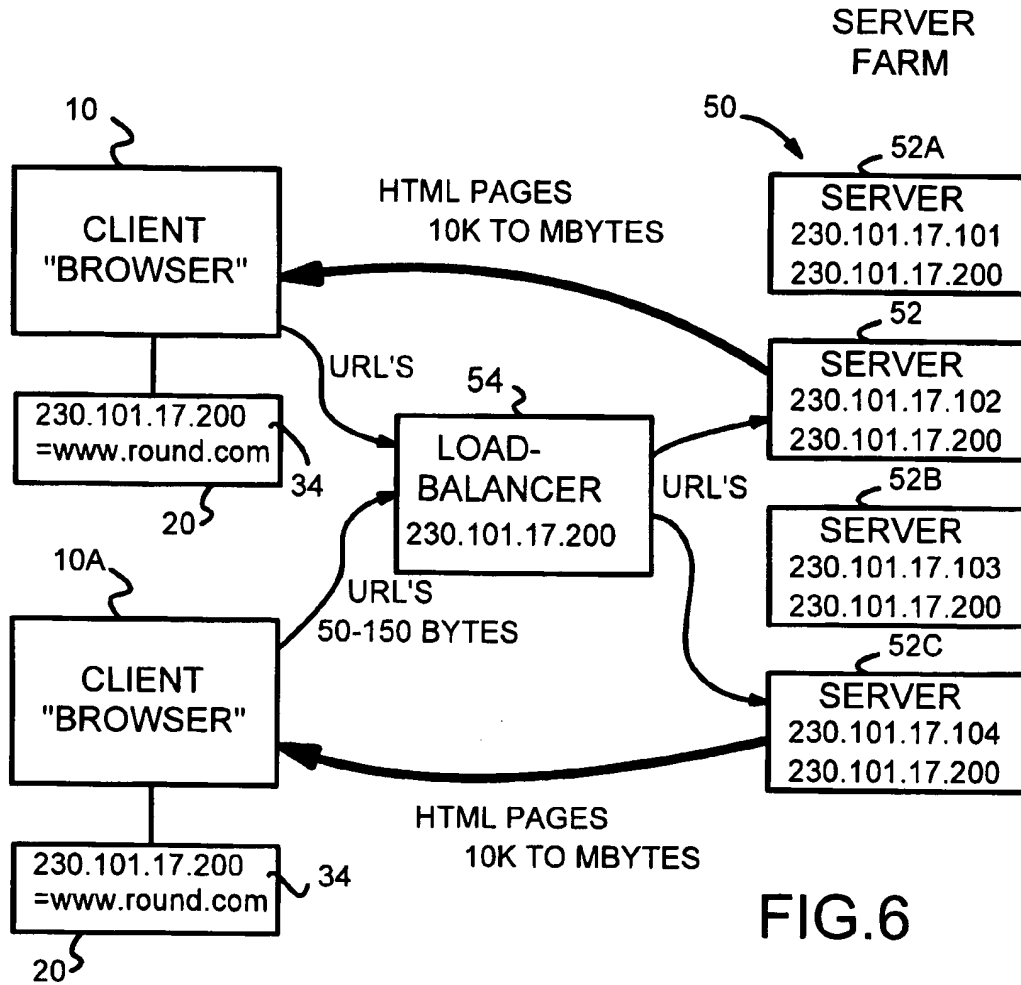 SERVER
FARM
50
10
CLIENT
"BROWSER"
HTML PAGES
10K TO MBYTES
52A
SERVER
230.101.17.101
230.101.17.200
52
SERVER
230.101.17.102
230.101.17.200
URL'S
230.101.17.200
=www.round.com
34
20
54
LOAD-
BALANCER
230.101.17.200
URL'S
52B
SERVER
230.101.17.103
230.101.17.200
10A
CLIENT
"BROWSER"
URL'S
50-150 BYTES
52C
SERVER
230.101.17.104
230.101.17.200
HTML PAGES
10K TO MBYTES
230.101.17.200
=www.round.com
34
20
FIG.6